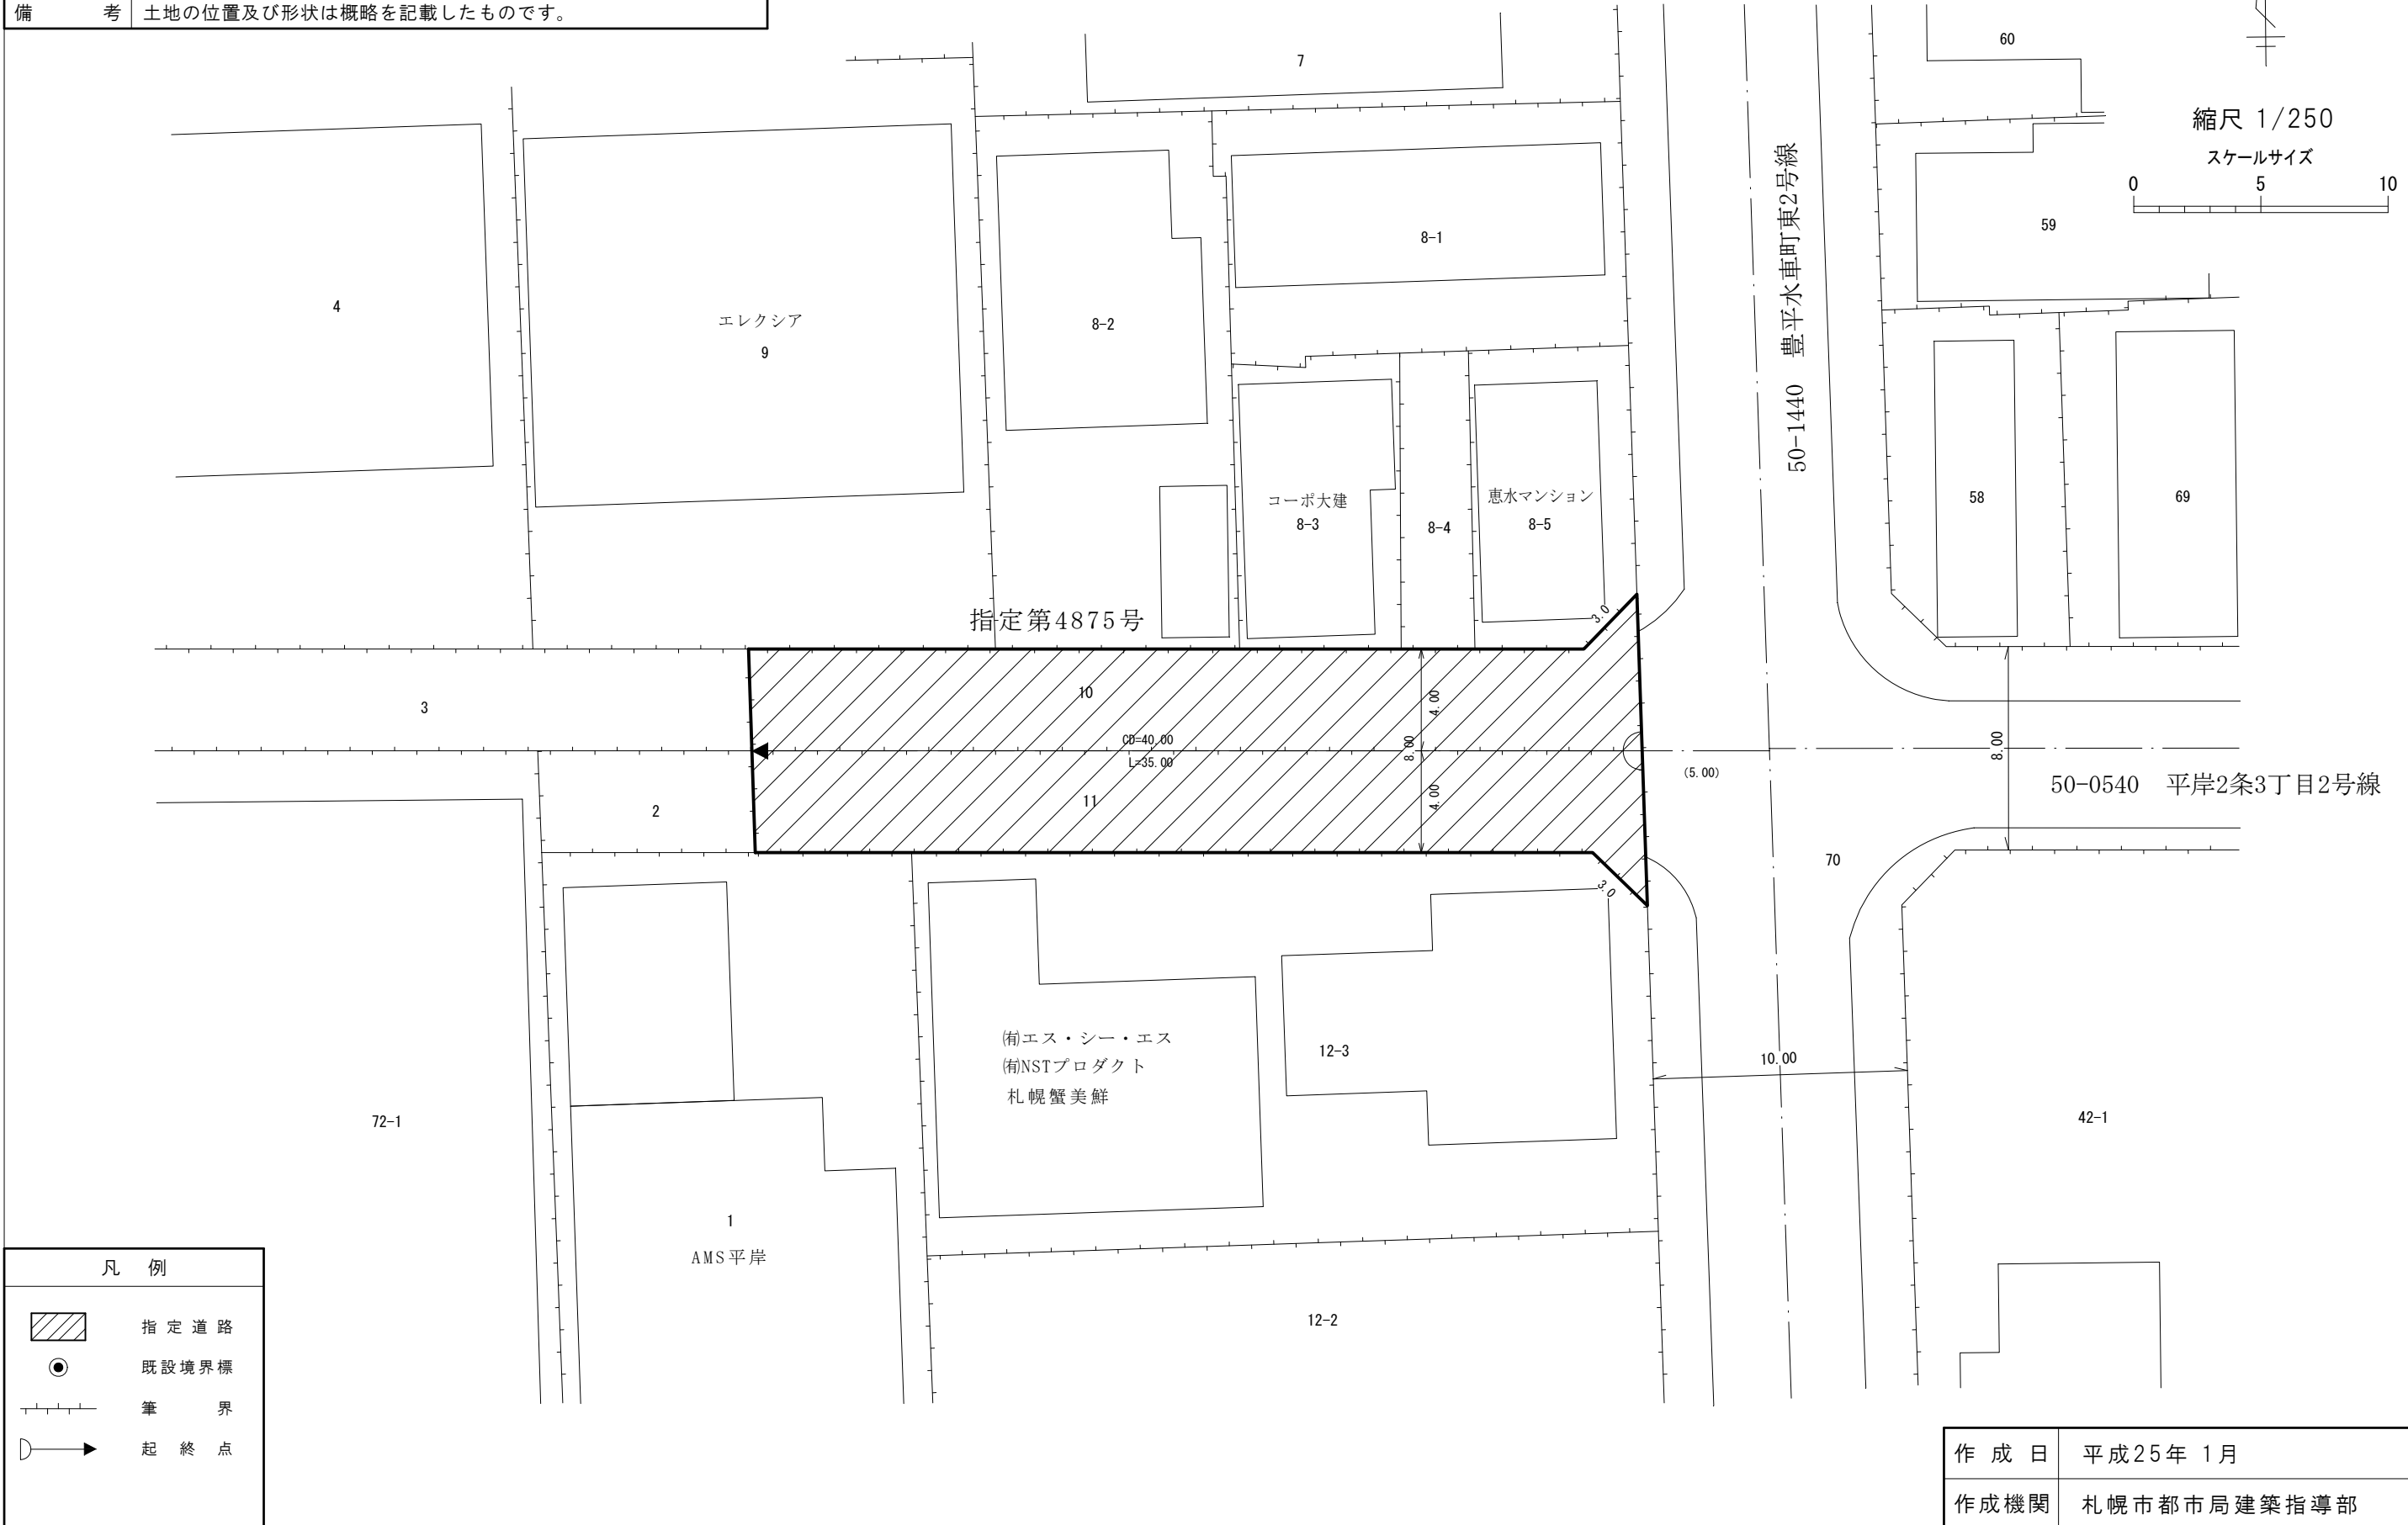 備 考 土地の位置及び形状は概略を記載したものです。
7
60
縮尺 1/250
スケールサイズ
0 5 10
59
8-1
4
エレクシア
9
8-2
50-1440 豊平水車町東2号線
コーポ大建
8-3
8-4
恵水マンション
8-5
58
69
指定第4875号
3.0
3
10
4.00
CD=40.00
L=35.00
8.00
(5.00)
8.00
50-0540 平岸2条3丁目2号線
2
11
4.00
70
3.0
㈲エス・シー・エス
㈲NSTプロダクト
札幌蟹美鮮
12-3
10.00
72-1
42-1
1
AMS平岸
12-2
凡 例
指定道路
既設境界標
筆 界
起終点
作成日 平成25年 1月
作成機関 札幌市都市局建築指導部